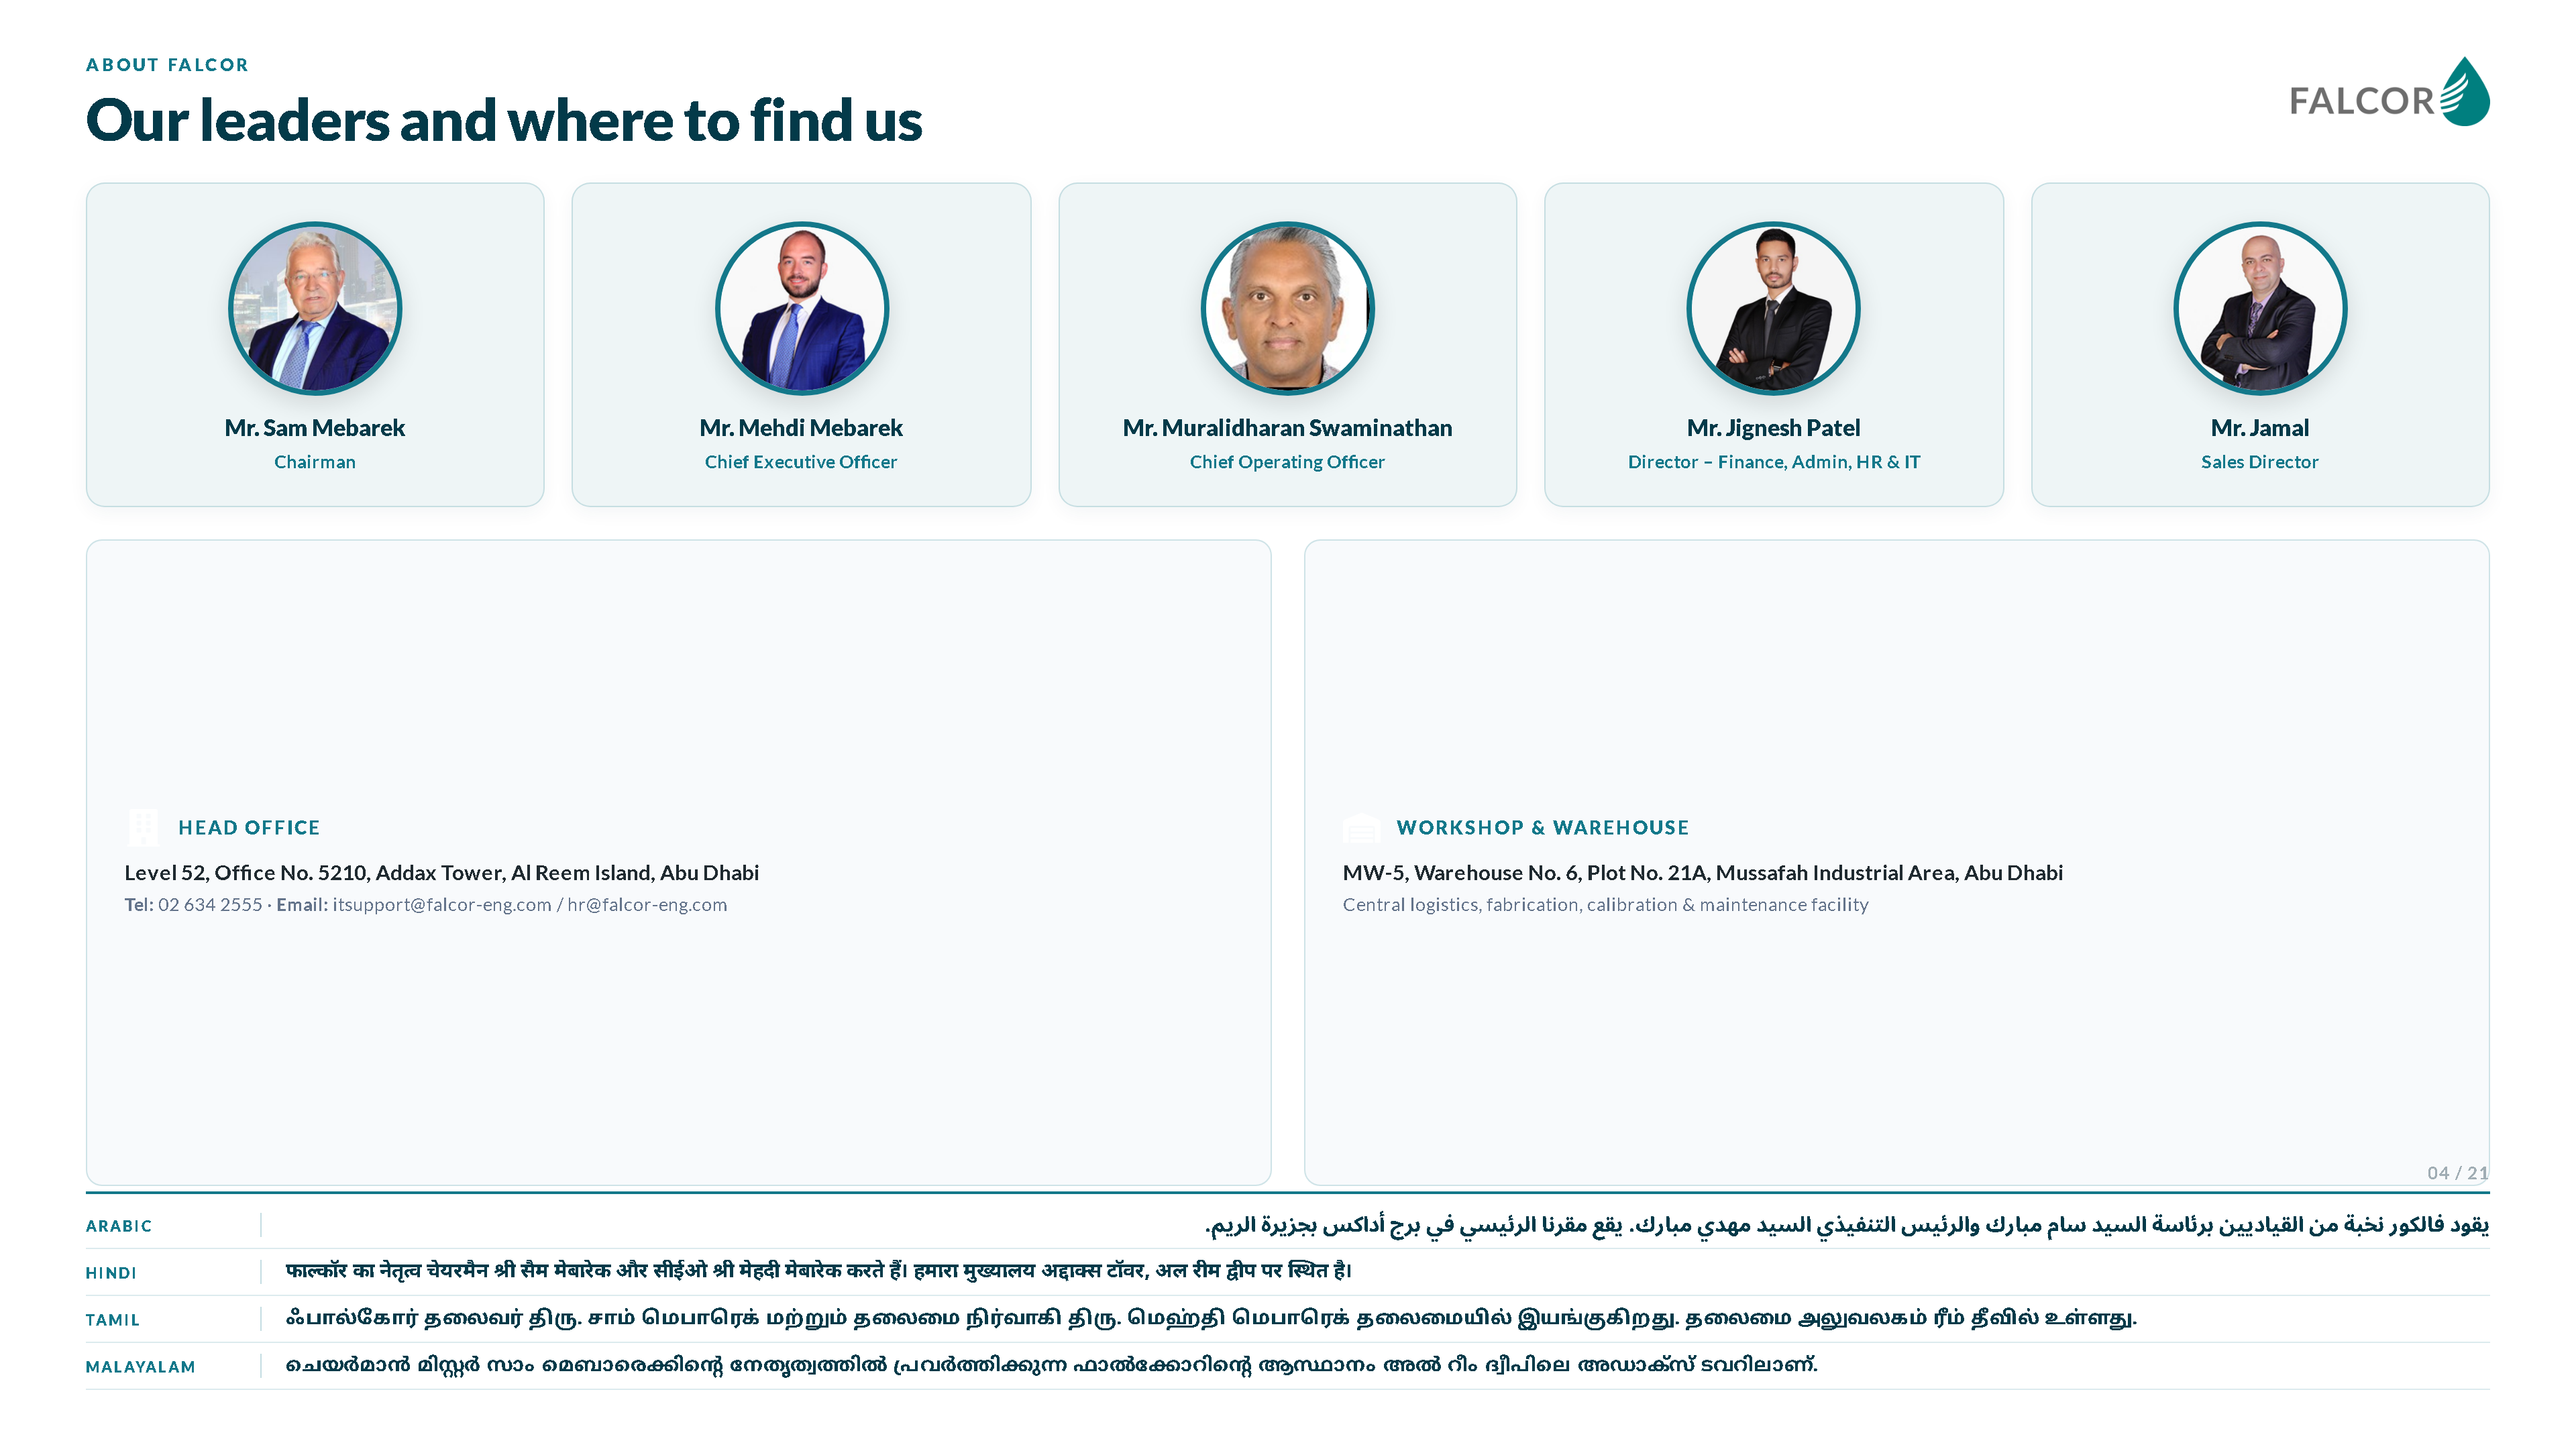 ABOUT FALCOR
Our leaders and where to find us
FALCOR
Mr. Sam Mebarek
Chairman
Mr. Mehdi Mebarek
Chief Executive Officer
Mr. Muralidharan Swaminathan
Chief Operating Officer
Mr. Jignesh Patel
Director – Finance, Admin, HR & IT
Mr. Jamal
Sales Director
HEAD OFFICE
Level 52, Office No. 5210, Addax Tower, Al Reem Island, Abu Dhabi
Tel: 02 634 2555 · Email: itsupport@falcor-eng.com / hr@falcor-eng.com
WORKSHOP & WAREHOUSE
MW-5, Warehouse No. 6, Plot No. 21A, Mussafah Industrial Area, Abu Dhabi
Central logistics, fabrication, calibration & maintenance facility
04 / 21
ARABIC
يقود فالكور نخبة من القياديين برئاسة السيد سام مبارك والرئيس التنفيذي السيد مهدي مبارك. يقع مقرنا الرئيسي في برج أداكس بجزيرة الريم.
HINDI
फाल्कॉर का नेतृत्व चेयरमैन श्री सैम मेबारेक और सीईओ श्री मेहदी मेबारेक करते हैं। हमारा मुख्यालय अद्दाक्स टॉवर, अल रीम द्वीप पर स्थित है।
TAMIL
ஃபால்கோர் தலைவர் திரு. சாம் மெபாரெக் மற்றும் தலைமை நிர்வாகி திரு. மெஹ்தி மெபாரெக் தலைமையில் இயங்குகிறது. தலைமை அலுவலகம் ரீம் தீவில் உள்ளது.
MALAYALAM
ചെയർമാൻ മിസ്റ്റർ സാം മെബാരെക്കിന്റെ നേതൃത്വത്തിൽ പ്രവർത്തിക്കുന്ന ഫാൽക്കോറിന്റെ ആസ്ഥാനം അൽ റീം ദ്വീപിലെ അഡാക്സ് ടവറിലാണ്.